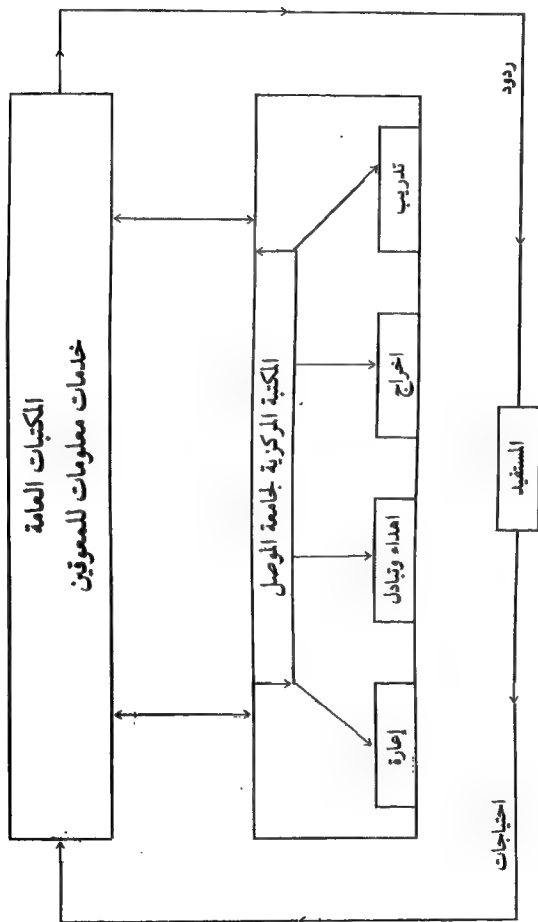 المكتبات العامة
خدمات معلومات للمعوقين
المكتبة المركزية لجامعة الموصل
تدريب
اخراج
اهداء وتبادل
إعارة
ردود
المستفيد
احتياجات